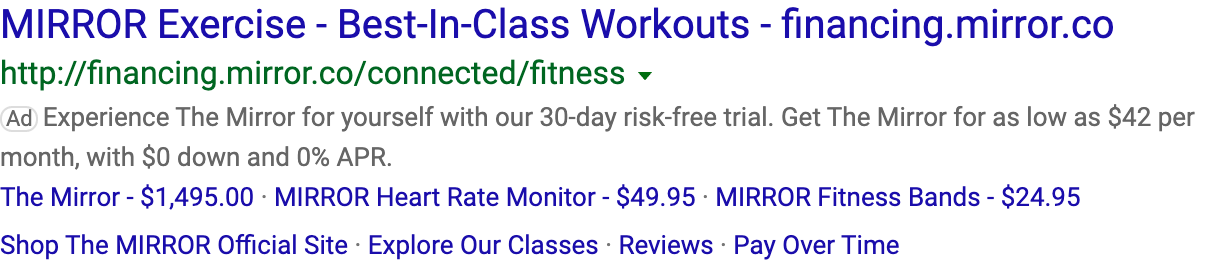 MIRROR Exercise - Best-In-Class Workouts - financing.mirror.co
http://financing.mirror.co/connected/fitness
Ad Experience The Mirror for yourself with our 30-day risk-free trial. Get The Mirror for as low as $42 per
month, with $0 down and 0% APR.
The Mirror - $1,495.00 · MIRROR Heart Rate Monitor - $49.95 · MIRROR Fitness Bands - $24.95
Shop The MIRROR Official Site · Explore Our Classes · Reviews · Pay Over Time